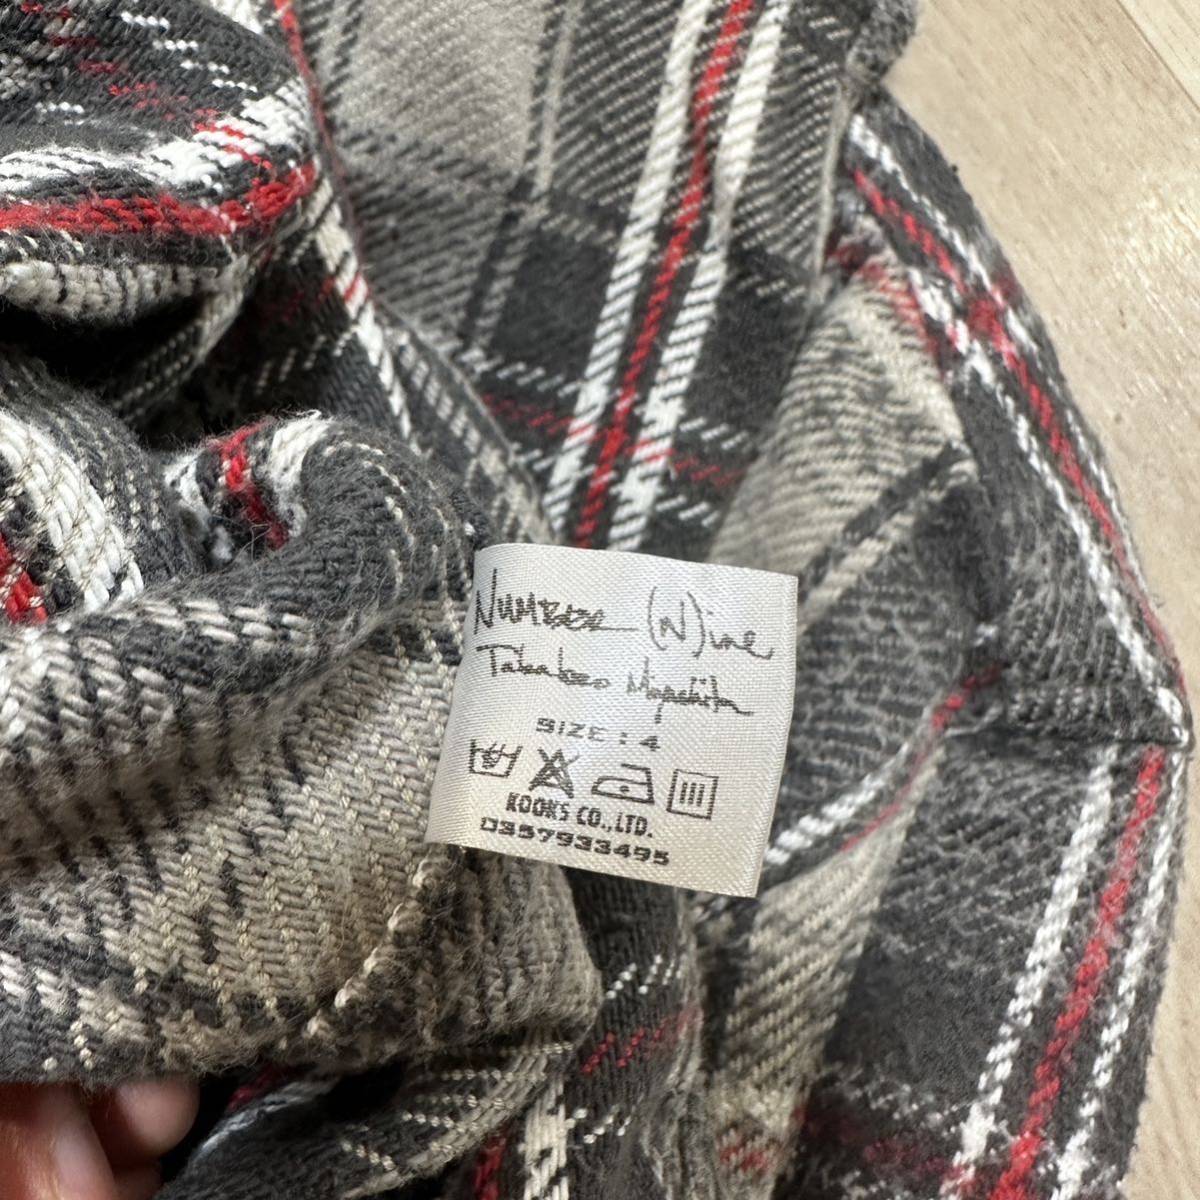 NUMBER (N)ine
Takahiro Miyashita
SIZE : 4
KOOKS CO.,LTD.
0357933495